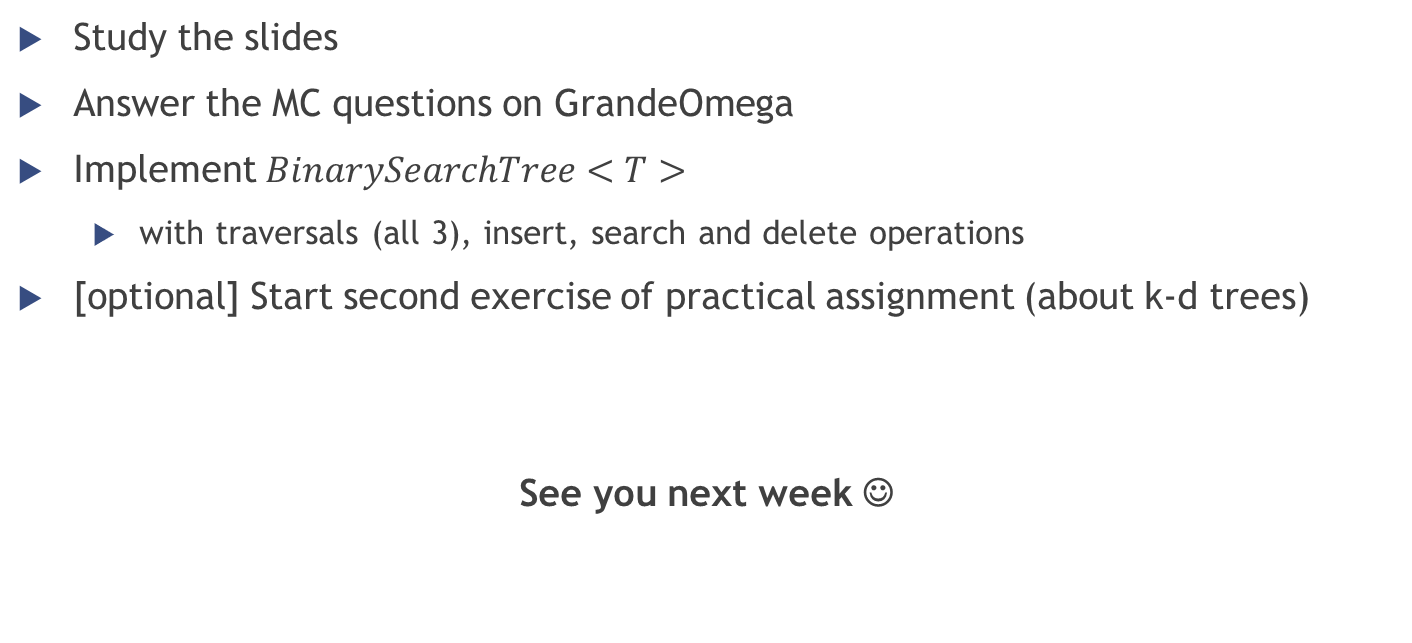 Study the slides
Answer the MC questions on GrandeOmega
Implement BinarySearchTree < T >
with traversals (all 3), insert, search and delete operations
[optional] Start second exercise of practical assignment (about k-d trees)
See you next week ☺